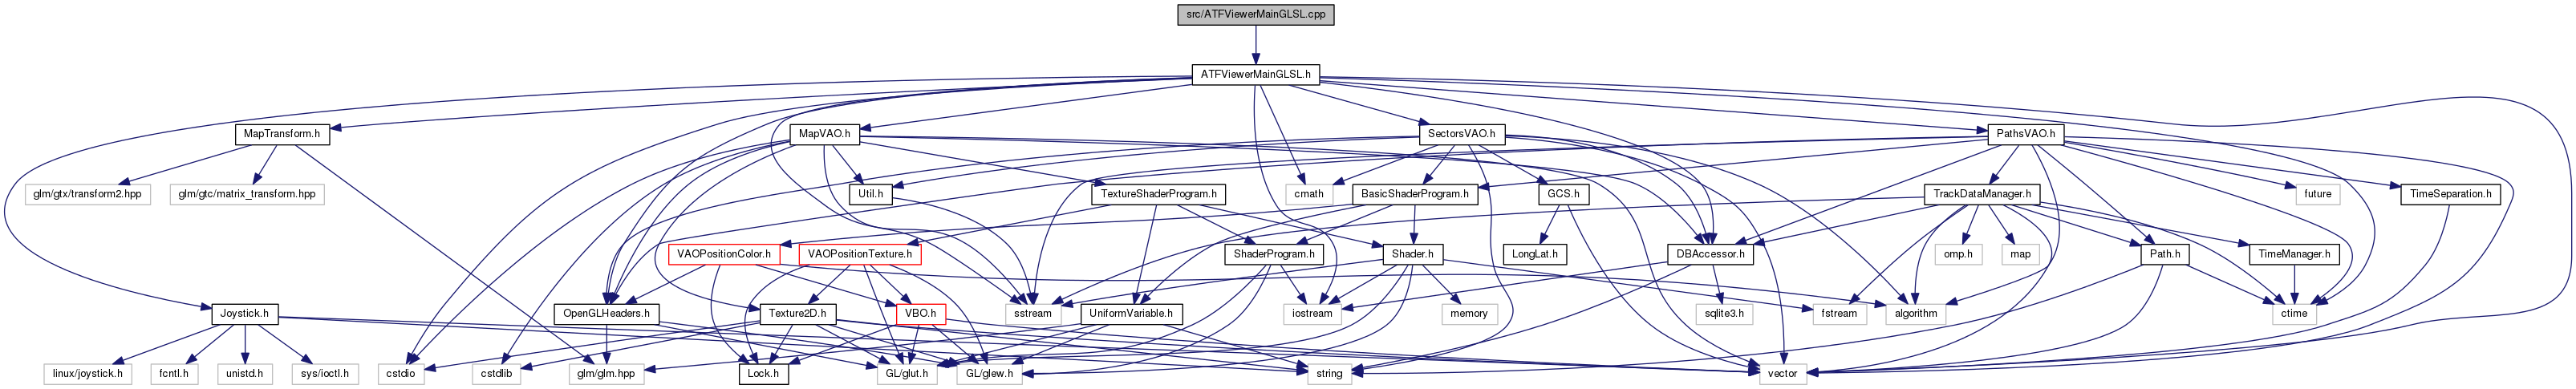 src/ATFViewerMainGLSL.cpp
ATFViewerMainGLSL.h
MapTransform.h
MapVAO.h
SectorsVAO.h
PathsVAO.h
glm/gtx/transform2.hpp
glm/gtc/matrix_transform.hpp
Util.h
TextureShaderProgram.h
cmath
BasicShaderProgram.h
GCS.h
TrackDataManager.h
future
TimeSeparation.h
VAOPositionColor.h
VAOPositionTexture.h
ShaderProgram.h
Shader.h
LongLat.h
DBAccessor.h
omp.h
map
Path.h
TimeManager.h
Joystick.h
OpenGLHeaders.h
Texture2D.h
VBO.h
sstream
UniformVariable.h
iostream
memory
sqlite3.h
fstream
algorithm
ctime
linux/joystick.h
fcntl.h
unistd.h
sys/ioctl.h
cstdio
cstdlib
glm/glm.hpp
Lock.h
GL/glut.h
GL/glew.h
string
vector